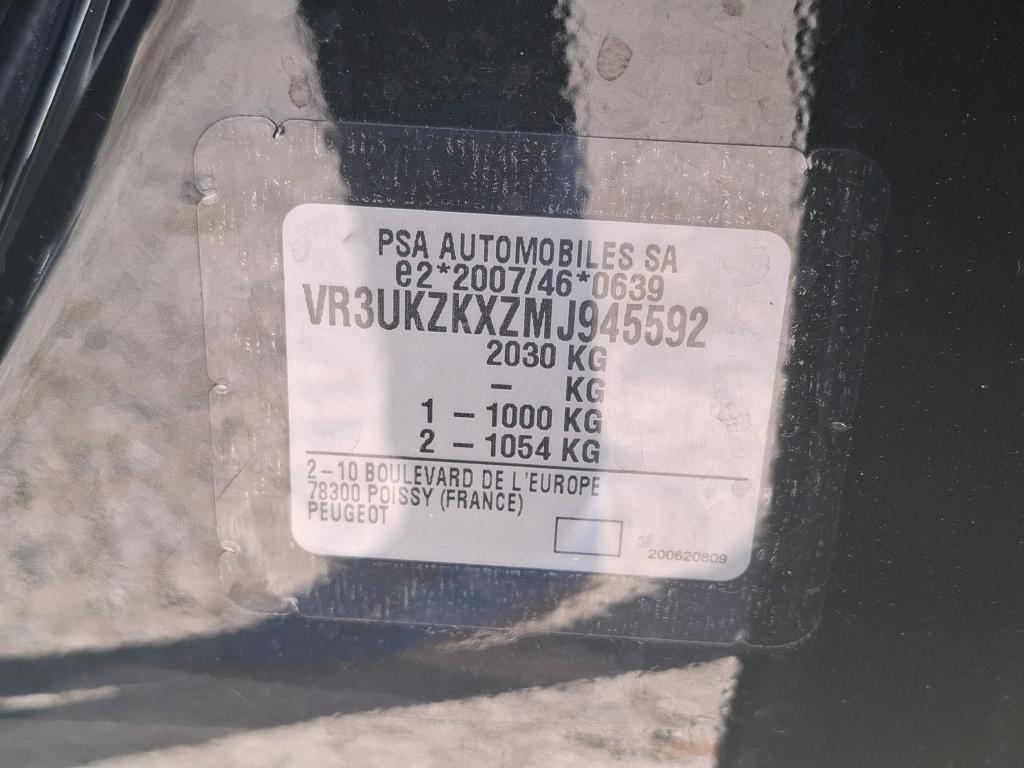 PSA AUTOMOBILES SA
e2*2007/46*0639
VR3UKZKXZMJ945592
2030 KG
– KG
1 – 1000 KG
2 – 1054 KG
2–10 BOULEVARD DE L'EUROPE
78300 POISSY (FRANCE)
PEUGEOT
200620809